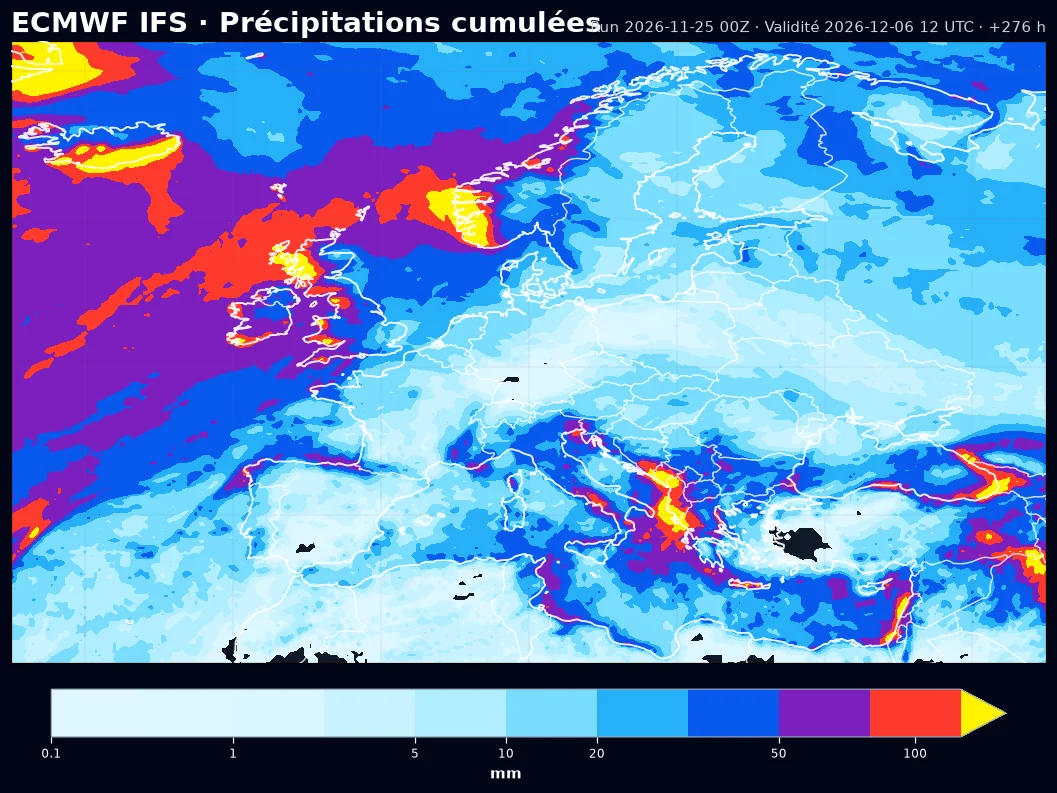 ECMWF IFS · Précipitations cumulées
Run 2026-11-25 00Z · Validité 2026-12-06 12 UTC · +276 h
0.1 1 5 10 20 50 100
mm